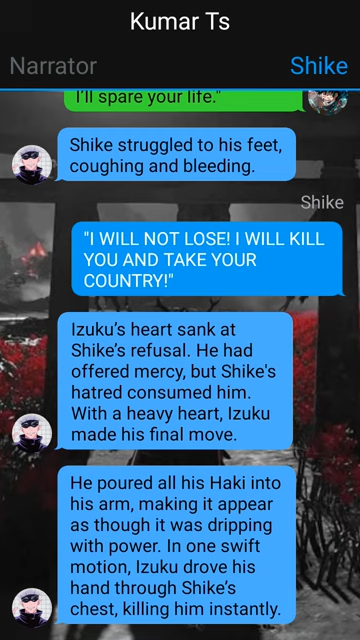 Kumar Ts
Narrator
Shike
I'll spare your life."
Shike struggled to his feet,
coughing and bleeding.
Shike
"I WILL NOT LOSE! I WILL KILL
YOU AND TAKE YOUR
COUNTRY!"
Izuku's heart sank at
Shike's refusal. He had
offered mercy, but Shike's
hatred consumed him.
With a heavy heart, Izuku
made his final move.
He poured all his Haki into
his arm, making it appear
as though it was dripping
with power. In one swift
motion, Izuku drove his
hand through Shike's
chest, killing him instantly.